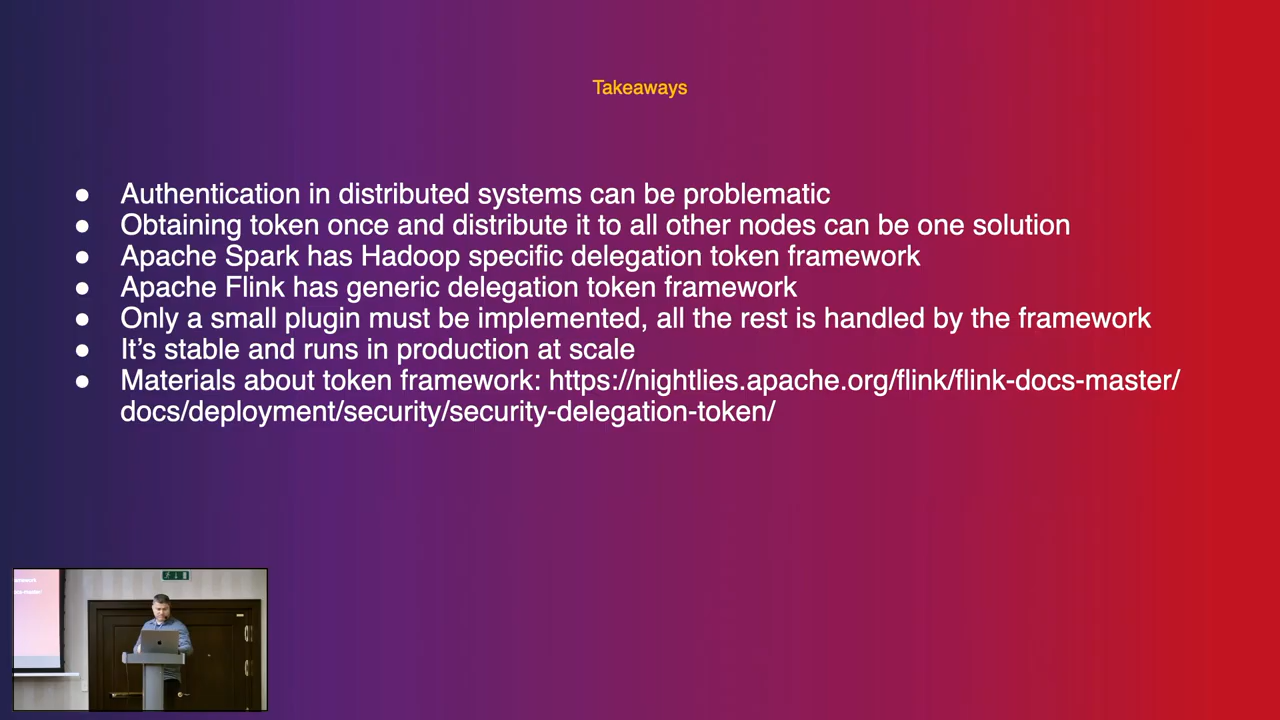 Takeaways
● Authentication in distributed systems can be problematic
● Obtaining token once and distribute it to all other nodes can be one solution
● Apache Spark has Hadoop specific delegation token framework
● Apache Flink has generic delegation token framework
● Only a small plugin must be implemented, all the rest is handled by the framework
● It’s stable and runs in production at scale
● Materials about token framework: https://nightlies.apache.org/flink/flink-docs-master/
docs/deployment/security/security-delegation-token/